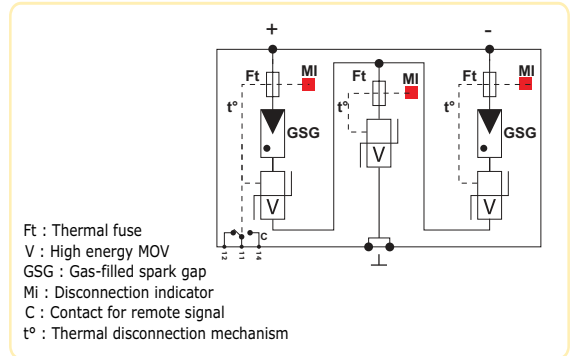 + -
Ft MI Ft MI Ft MI
t° t° t°
GSG GSG
V V V
C
12 11 14
Ft : Thermal fuse
V : High energy MOV
GSG : Gas-filled spark gap
Mi : Disconnection indicator
C : Contact for remote signal
t° : Thermal disconnection mechanism